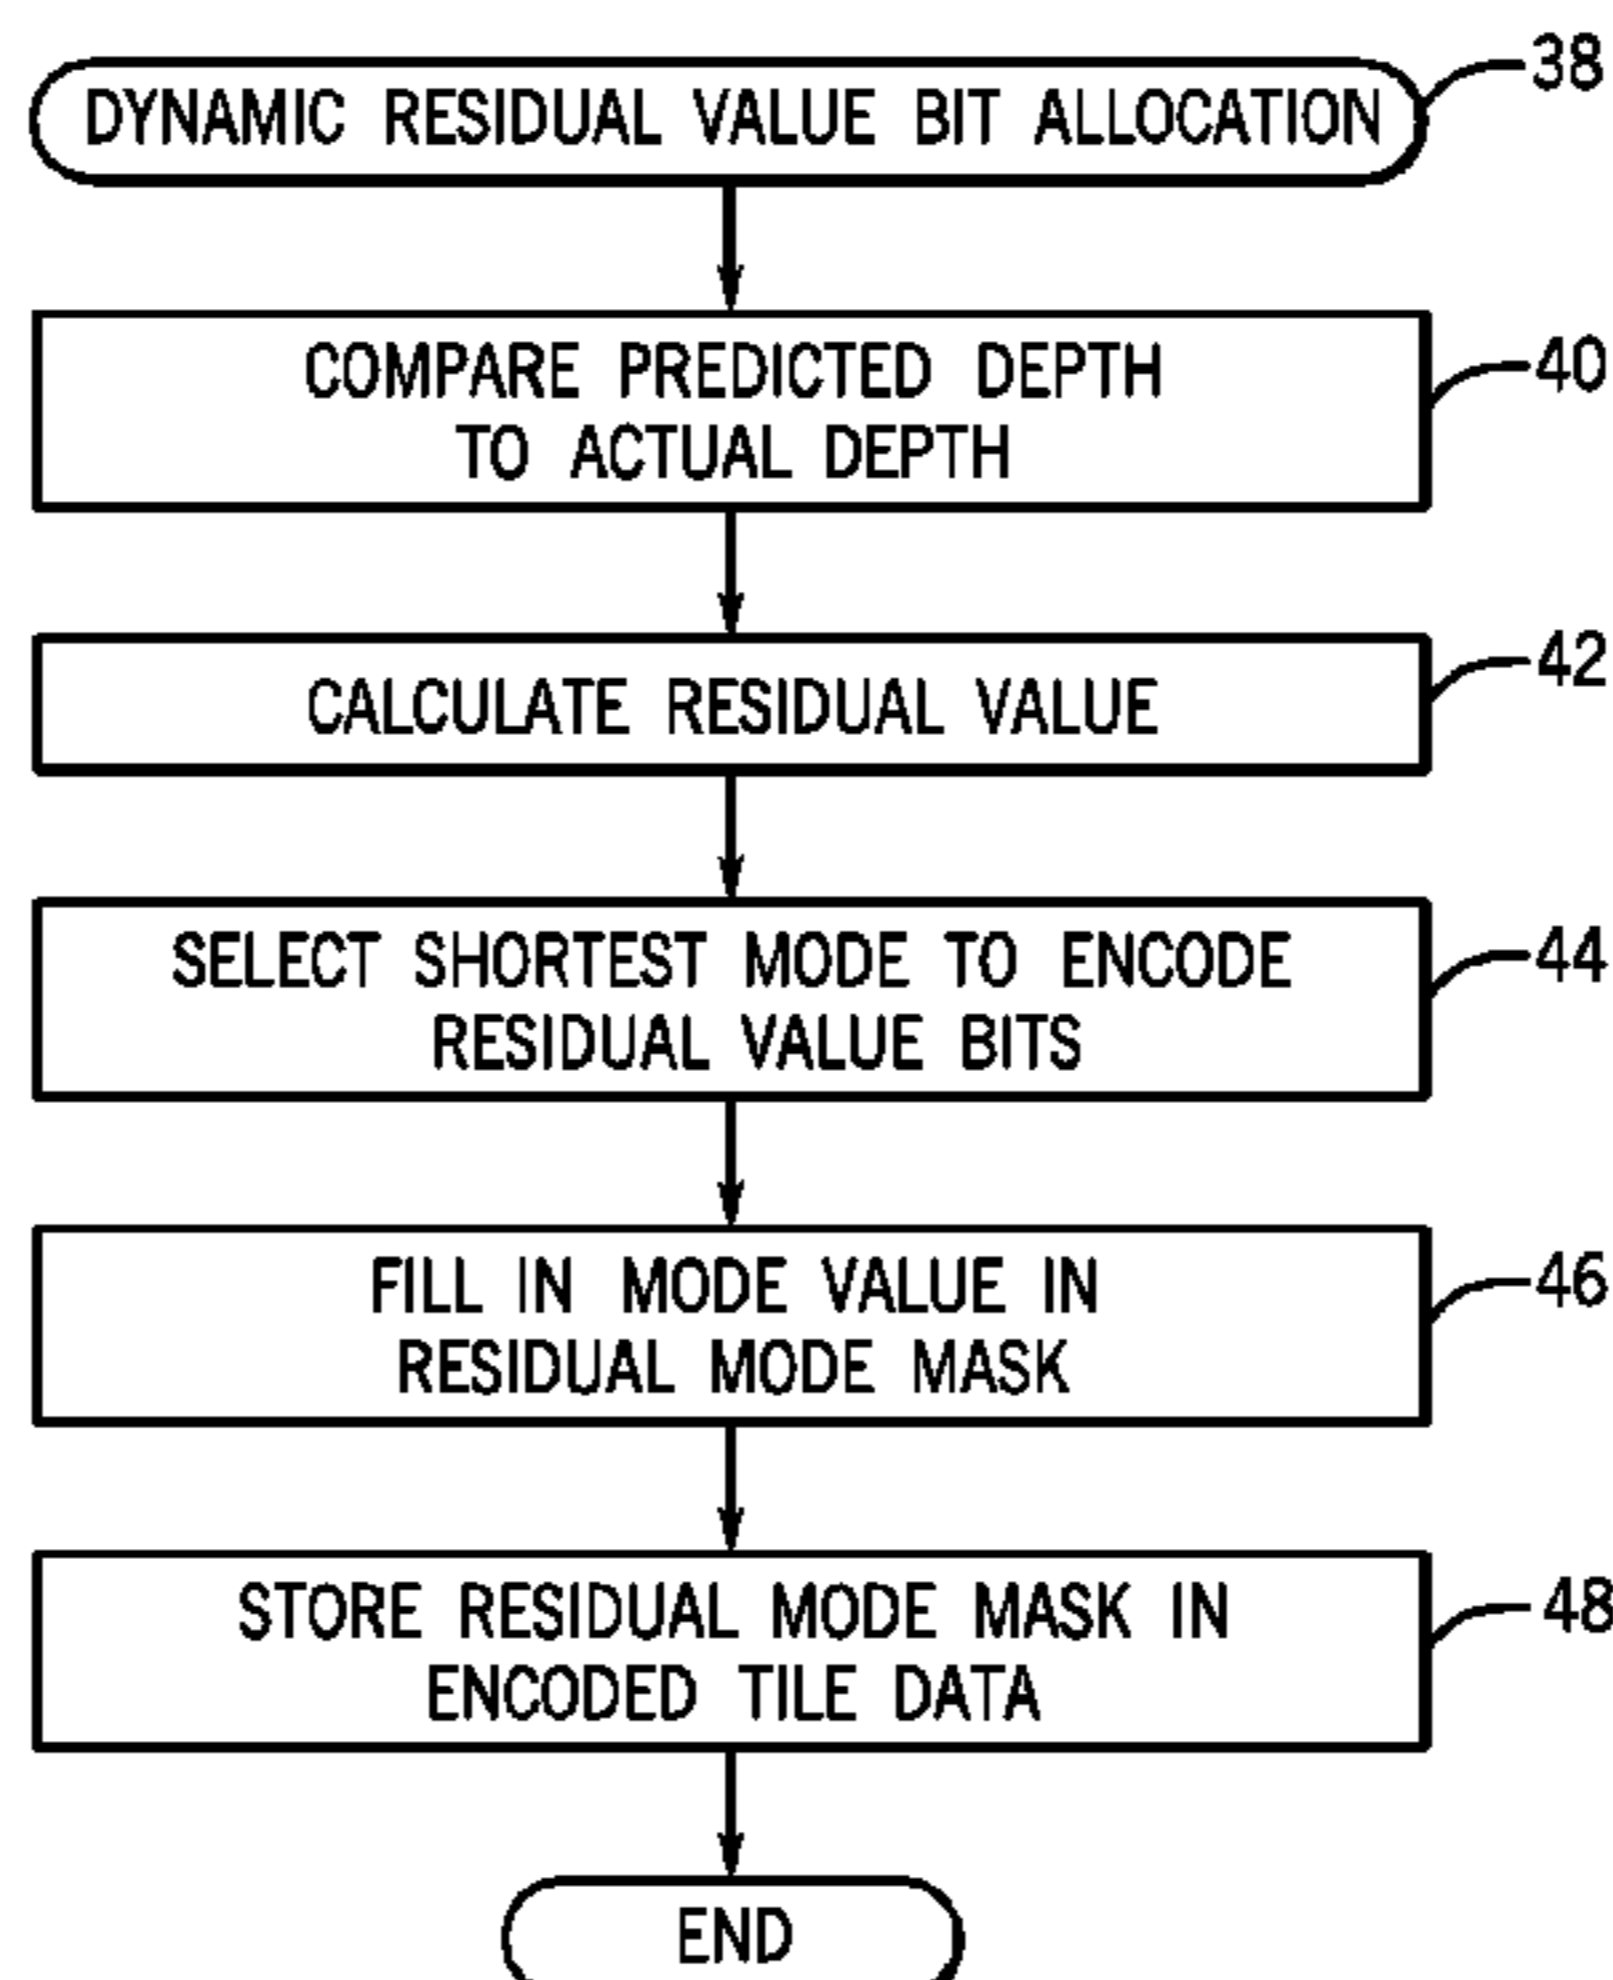 DYNAMIC RESIDUAL VALUE BIT ALLOCATION
38
COMPARE PREDICTED DEPTH
TO ACTUAL DEPTH
40
CALCULATE RESIDUAL VALUE
42
SELECT SHORTEST MODE TO ENCODE
RESIDUAL VALUE BITS
44
FILL IN MODE VALUE IN
RESIDUAL MODE MASK
46
STORE RESIDUAL MODE MASK IN
ENCODED TILE DATA
48
END